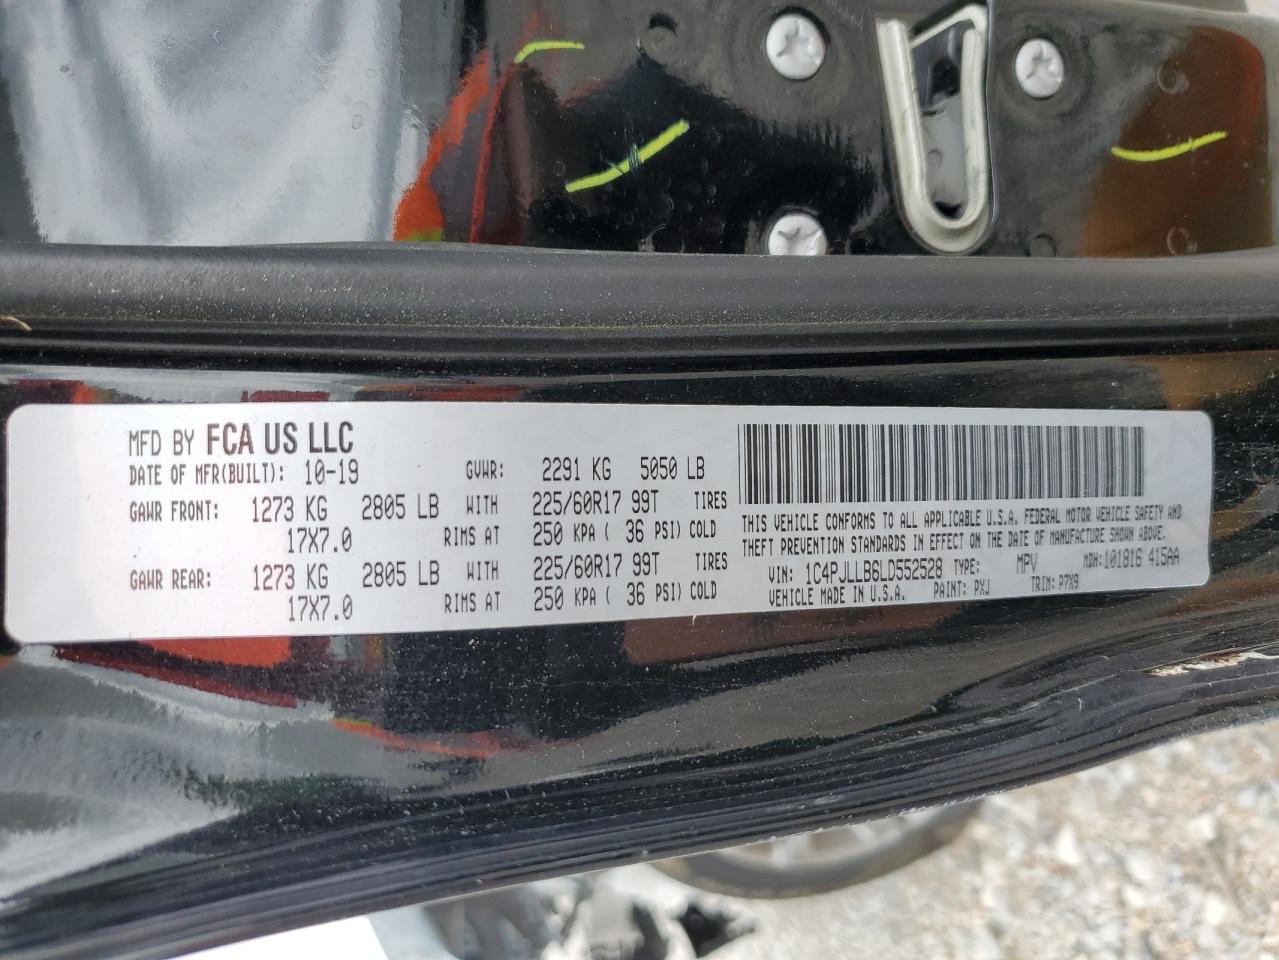 MFD BY FCA US LLC
DATE OF MFR(BUILT): 10-19 GVWR: 2291 KG 5050 LB
GAWR FRONT: 1273 KG 2805 LB WITH 225/60R17 99T TIRES
17X7.0 RIMS AT 250 KPA ( 36 PSI) COLD
GAWR REAR: 1273 KG 2805 LB WITH 225/60R17 99T TIRES
17X7.0 RIMS AT 250 KPA ( 36 PSI) COLD
THIS VEHICLE CONFORMS TO ALL APPLICABLE U.S.A. FEDERAL MOTOR VEHICLE SAFETY AND
THEFT PREVENTION STANDARDS IN EFFECT ON THE DATE OF MANUFACTURE SHOWN ABOVE.
VIN: 1C4PJLLB6LD552528 TYPE: MPV MDH:101816 415AA
VEHICLE MADE IN U.S.A. PAINT: PXJ TRIM: P7X9